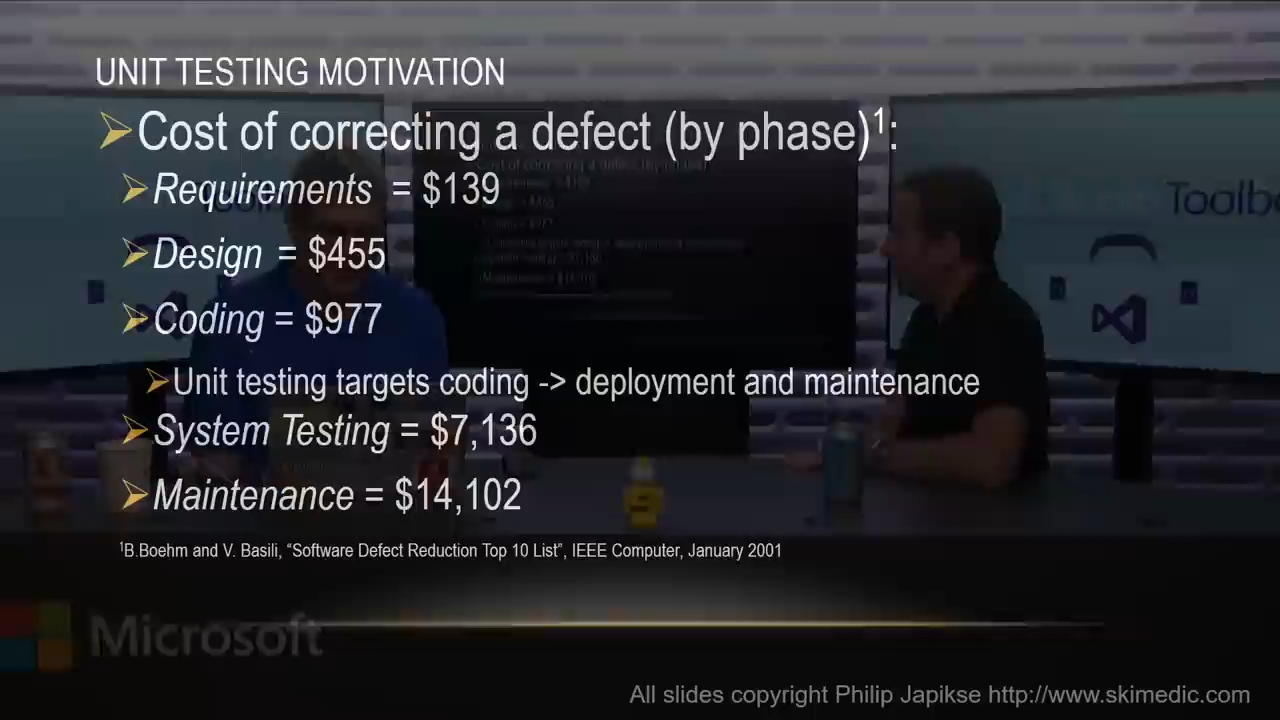 UNIT TESTING MOTIVATION
Cost of correcting a defect (by phase)¹:
Requirements = $139
Design = $455
Coding = $977
Unit testing targets coding -> deployment and maintenance
System Testing = $7,136
Maintenance = $14,102
¹B.Boehm and V. Basili, “Software Defect Reduction Top 10 List”, IEEE Computer, January 2001
Toolb
Microsoft
All slides copyright Philip Japikse http://www.skimedic.com